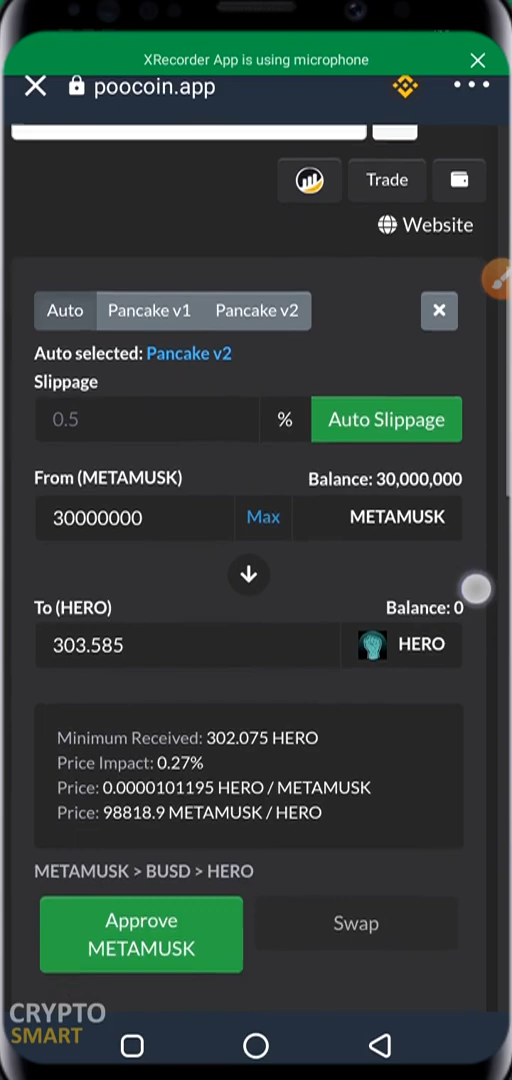 XRecorder App is using microphone
poocoin.app
Trade
Website
Auto
Pancake v1
Pancake v2
Auto selected: Pancake v2
Slippage
0.5
%
Auto Slippage
From (METAMUSK)
Balance: 30,000,000
30000000
Max
METAMUSK
To (HERO)
Balance: 0
303.585
HERO
Minimum Received: 302.075 HERO
Price Impact: 0.27%
Price: 0.0000101195 HERO / METAMUSK
Price: 98818.9 METAMUSK / HERO
METAMUSK > BUSD > HERO
Approve
METAMUSK
Swap
CRYPTO
SMART